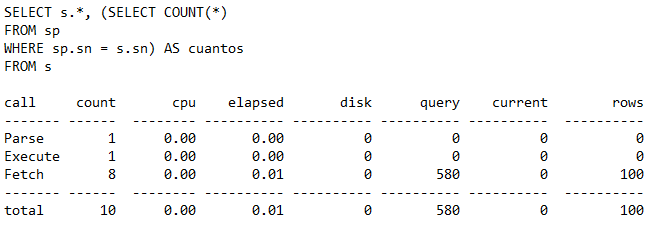 SELECT s.*, (SELECT COUNT(*)
FROM sp
WHERE sp.sn = s.sn) AS cuantos
FROM s
call     count       cpu    elapsed       disk      query    current        rows
------- ------  -------- ---------- ---------- ---------- ----------  ----------
Parse        1      0.00       0.00          0          0          0           0
Execute      1      0.00       0.00          0          0          0           0
Fetch        8      0.00       0.01          0        580          0         100
------- ------  -------- ---------- ---------- ---------- ----------  ----------
total       10      0.00       0.01          0        580          0         100